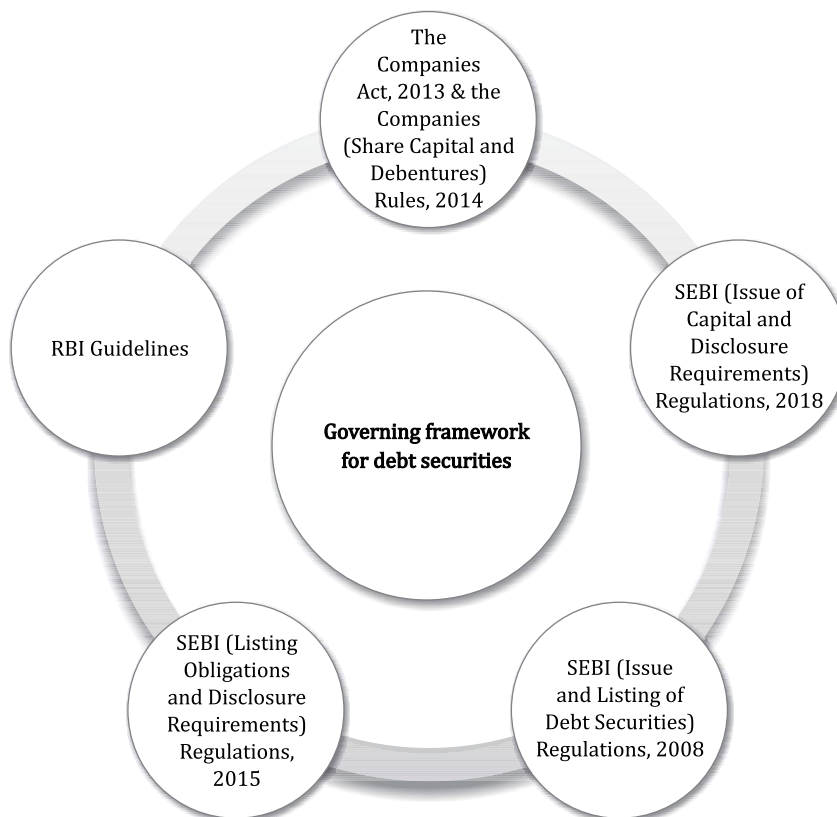 The
Companies
Act, 2013 & the
Companies
(Share Capital and
Debentures)
Rules, 2014
SEBI (Issue of
Capital and
Disclosure
Requirements)
Regulations, 2018
RBI Guidelines
Governing framework
for debt securities
SEBI (Listing
Obligations
and Disclosure
Requirements)
Regulations,
2015
SEBI (Issue
and Listing of
Debt Securities)
Regulations, 2008